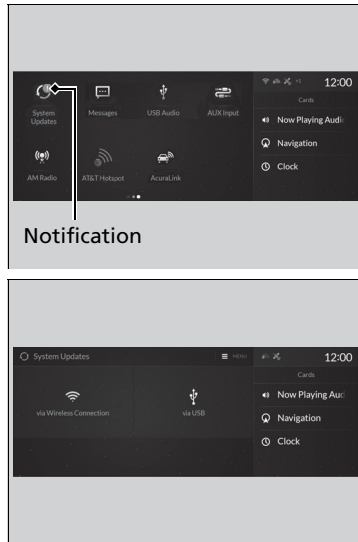 12:00
Cards
System
Updates
Messages
USB Audio
AUX Input
Now Playing Audio
Navigation
Clock
AM Radio
AT&T Hotspot
AcuraLink
Notification
System Updates
MENU
12:00
Cards
via Wireless Connection
via USB
Now Playing Aud
Navigation
Clock